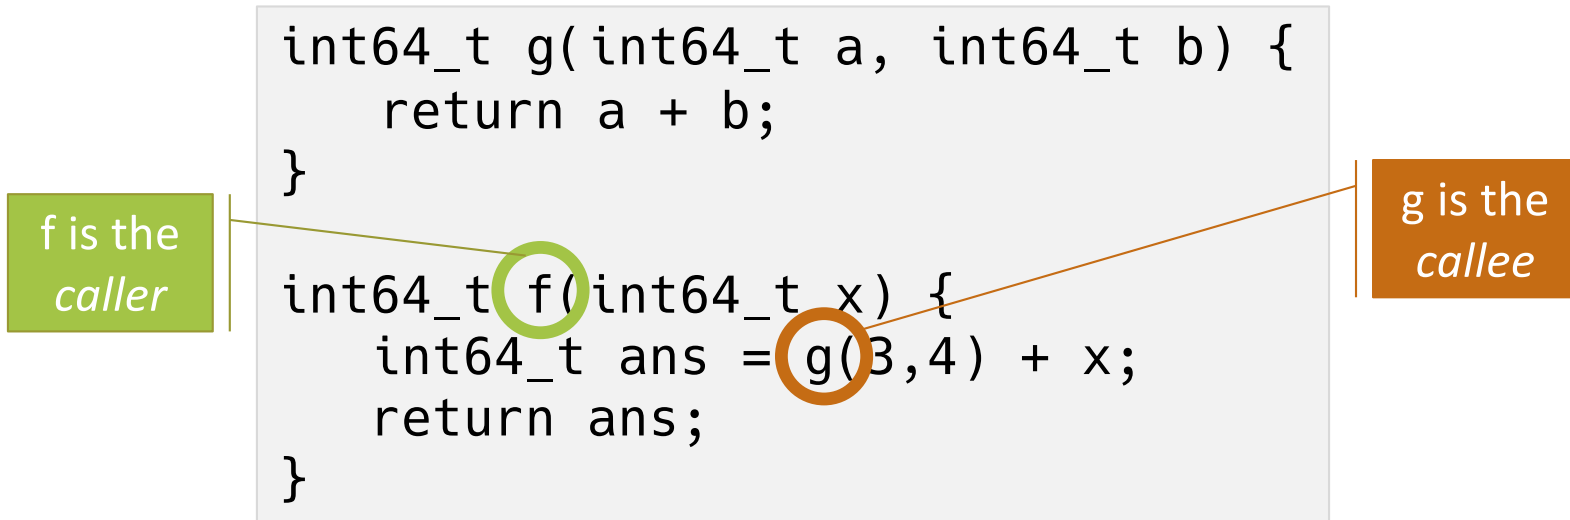 int64_t g(int64_t a, int64_t b) {
return a + b;
}
f is the
caller
g is the
callee
int64_t f(int64_t x) {
int64_t ans = g(3,4) + x;
return ans;
}